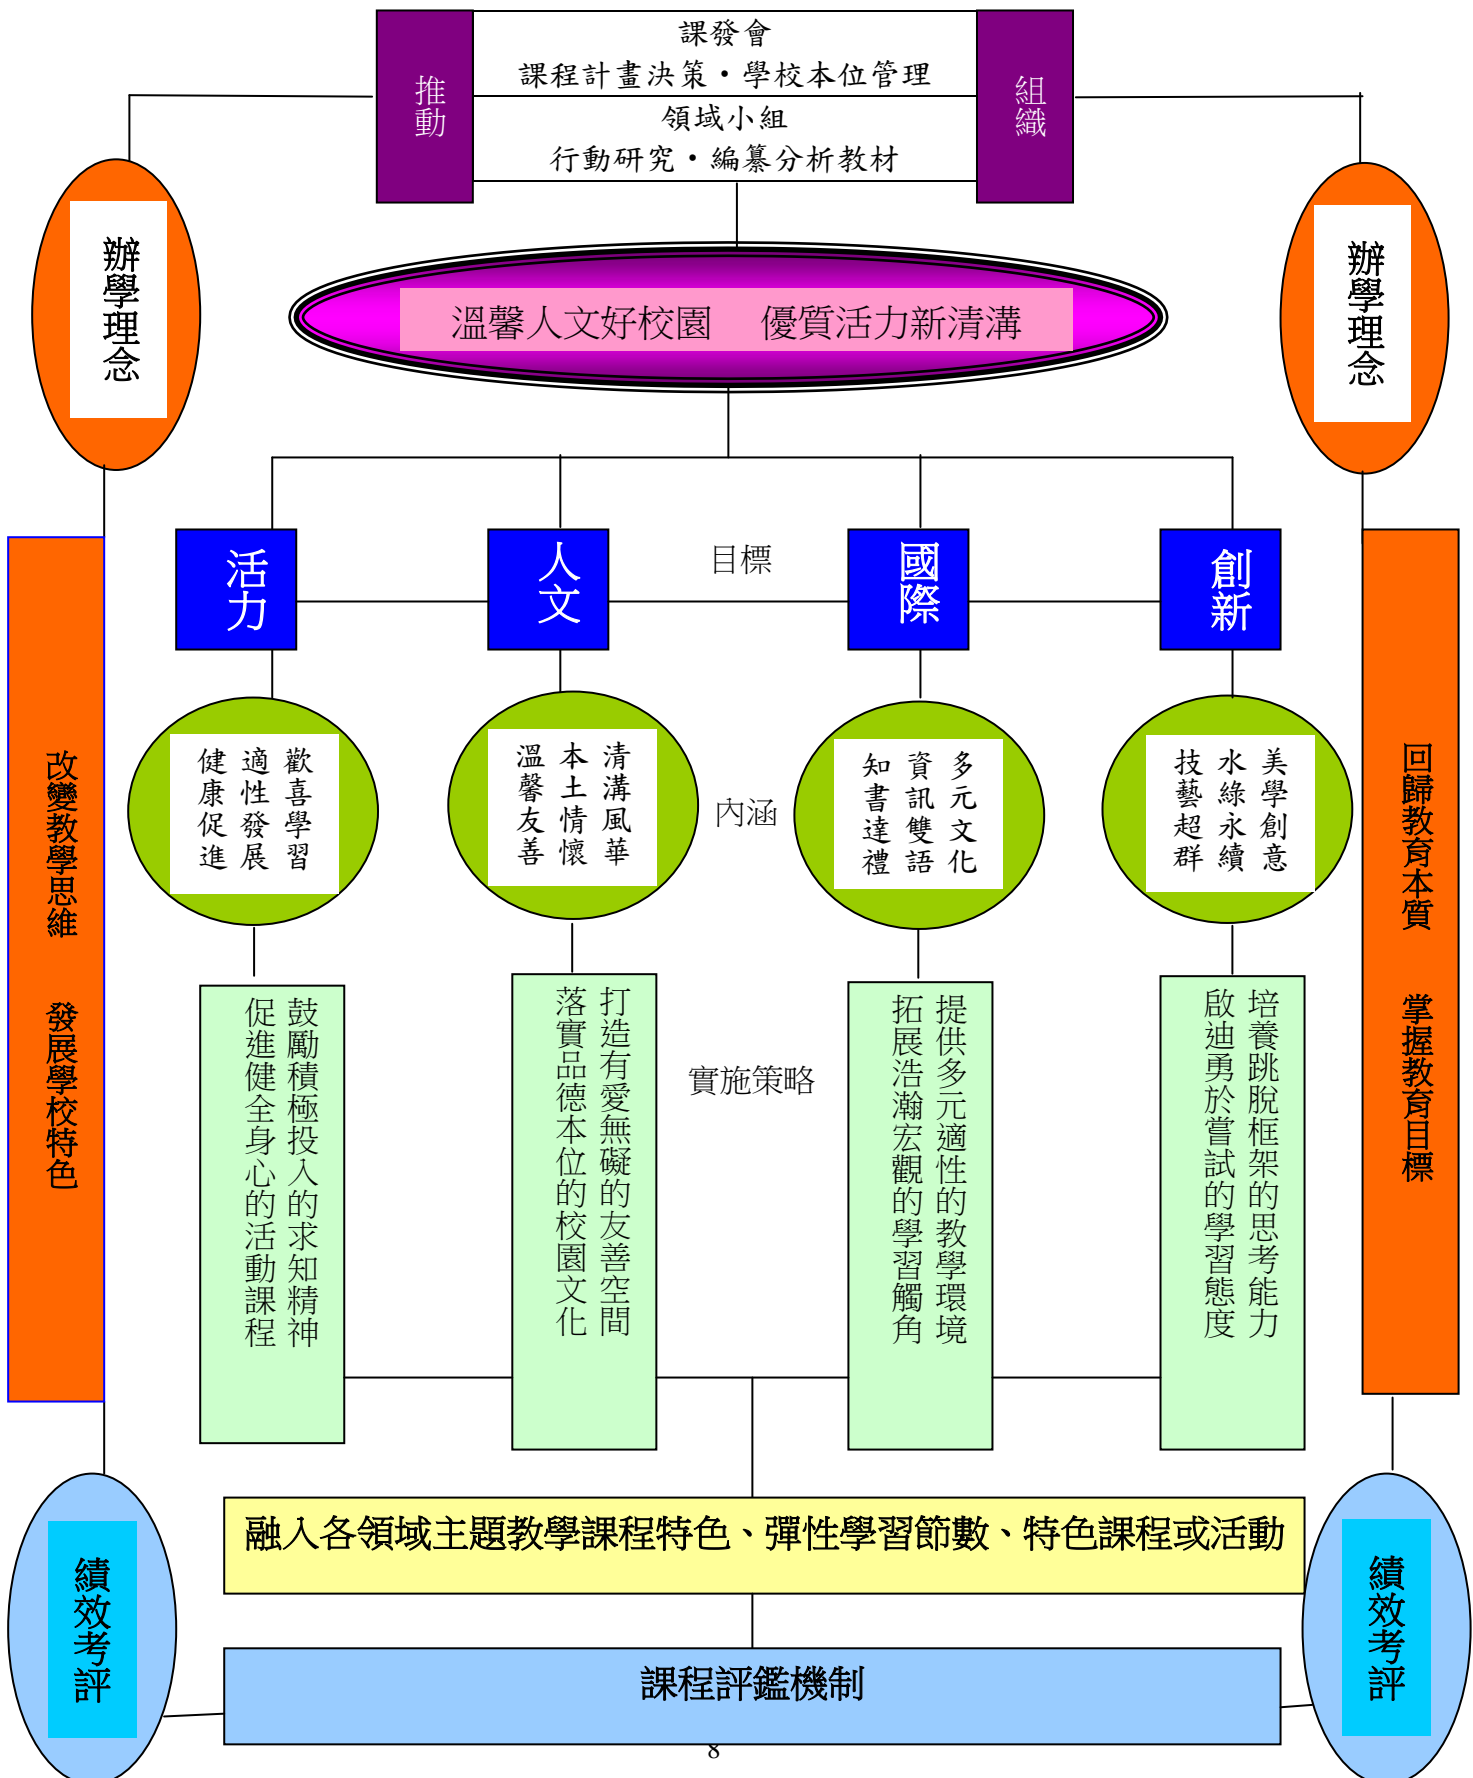 推動
課發會
課程計畫決策・學校本位管理
領域小組
行動研究・編纂分析教材
組織
辦學理念
辦學理念
溫馨人文好校園 優質活力新清溝
活力
人文
目標
國際
創新
歡喜學習
適性發展
健康促進
清溝風華
本土情懷
溫馨友善
內涵
多元文化
資訊雙語
知書達禮
美學創意
水綠永續
技藝超群
改變教學思維 發展學校特色
回歸教育本質 掌握教育目標
鼓勵積極投入的求知精神
促進健全身心的活動課程
打造有愛無礙的友善空間
落實品德本位的校園文化
實施策略
提供多元適性的教學環境
拓展浩瀚宏觀的學習觸角
培養跳脫框架的思考能力
啟迪勇於嘗試的學習態度
融入各領域主題教學課程特色、彈性學習節數、特色課程或活動
績效考評
績效考評
課程評鑑機制
8